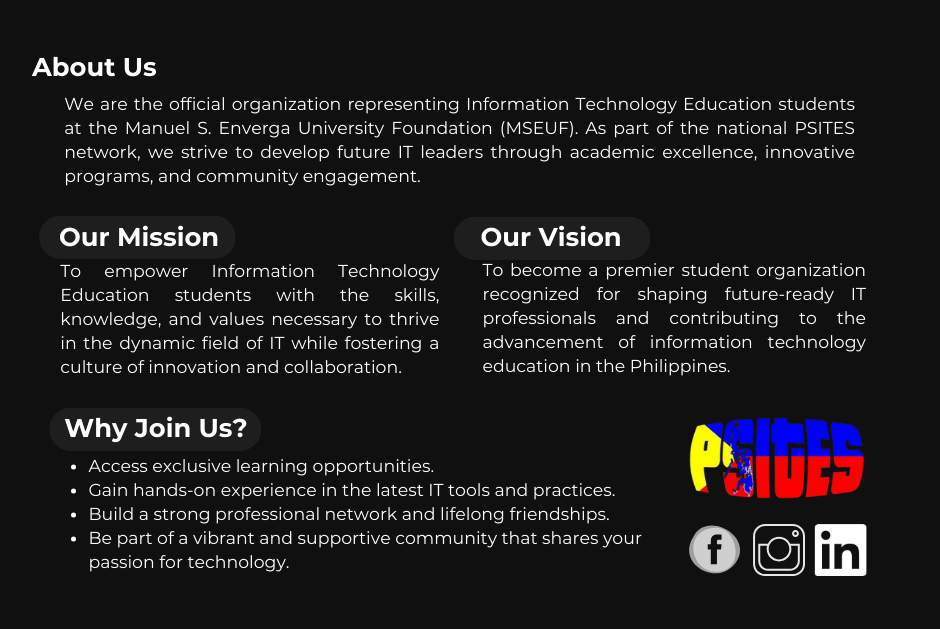 About Us
We are the official organization representing Information Technology Education students
at the Manuel S. Enverga University Foundation (MSEUF). As part of the national PSITES
network, we strive to develop future IT leaders through academic excellence, innovative
programs, and community engagement.
Our Mission
To empower Information Technology
Education students with the skills,
knowledge, and values necessary to thrive
in the dynamic field of IT while fostering a
culture of innovation and collaboration.
Our Vision
To become a premier student organization
recognized for shaping future-ready IT
professionals and contributing to the
advancement of information technology
education in the Philippines.
Why Join Us?
• Access exclusive learning opportunities.
• Gain hands-on experience in the latest IT tools and practices.
• Build a strong professional network and lifelong friendships.
• Be part of a vibrant and supportive community that shares your
passion for technology.
PSITES
f
in